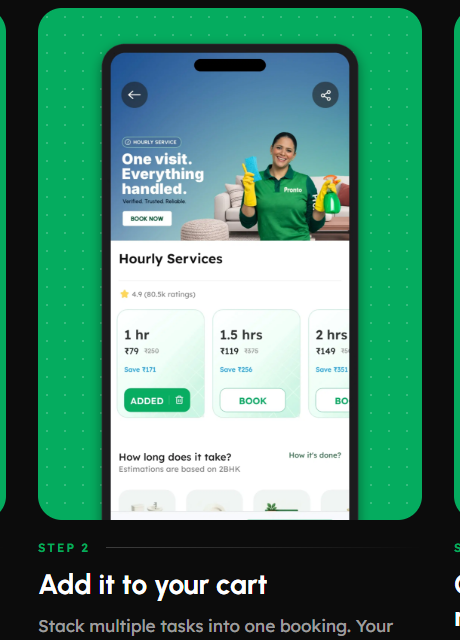 HOURLY SERVICE
One visit.
Everything
handled.
Verified. Trusted. Reliable.
BOOK NOW
Pronto
Hourly Services
4.9 (80.5k ratings)
1 hr
₹79 ₹250
Save ₹171
ADDED
1.5 hrs
₹119 ₹375
Save ₹256
BOOK
2 hrs
₹149
Save ₹351
BO
How long does it take?
How it's done?
Estimations are based on 2BHK
STEP 2
Add it to your cart
Stack multiple tasks into one booking. Your